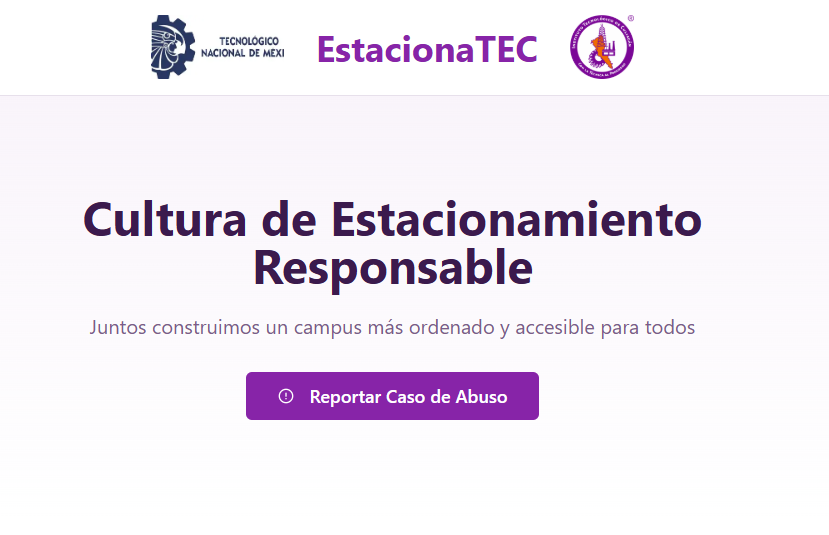 TECNOLÓGICO
NACIONAL DE MEXI
EstacionaTEC
®
Cultura de Estacionamiento
Responsable
Juntos construimos un campus más ordenado y accesible para todos
Reportar Caso de Abuso